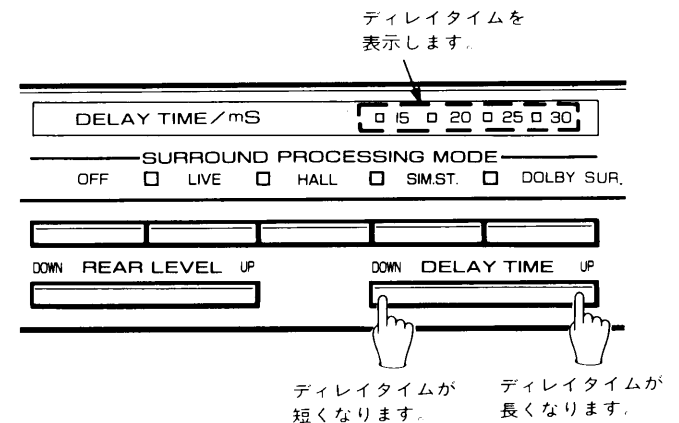 ディレイタイムを
表示します。
DELAY TIME/mS □ 15 □ 20 □ 25 □ 30
SURROUND PROCESSING MODE
OFF □ LIVE □ HALL □ SIM.ST. □ DOLBY SUR.
DOWN REAR LEVEL UP DOWN DELAY TIME UP
ディレイタイムが
短くなります。
ディレイタイムが
長くなります。